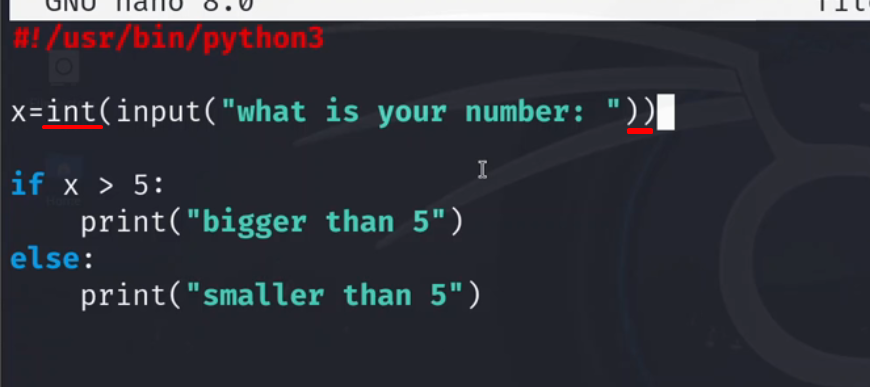 GNU nano 8.0
#!/usr/bin/python3
x=int(input("what is your number: "))
if x > 5:
    print("bigger than 5")
else:
    print("smaller than 5")